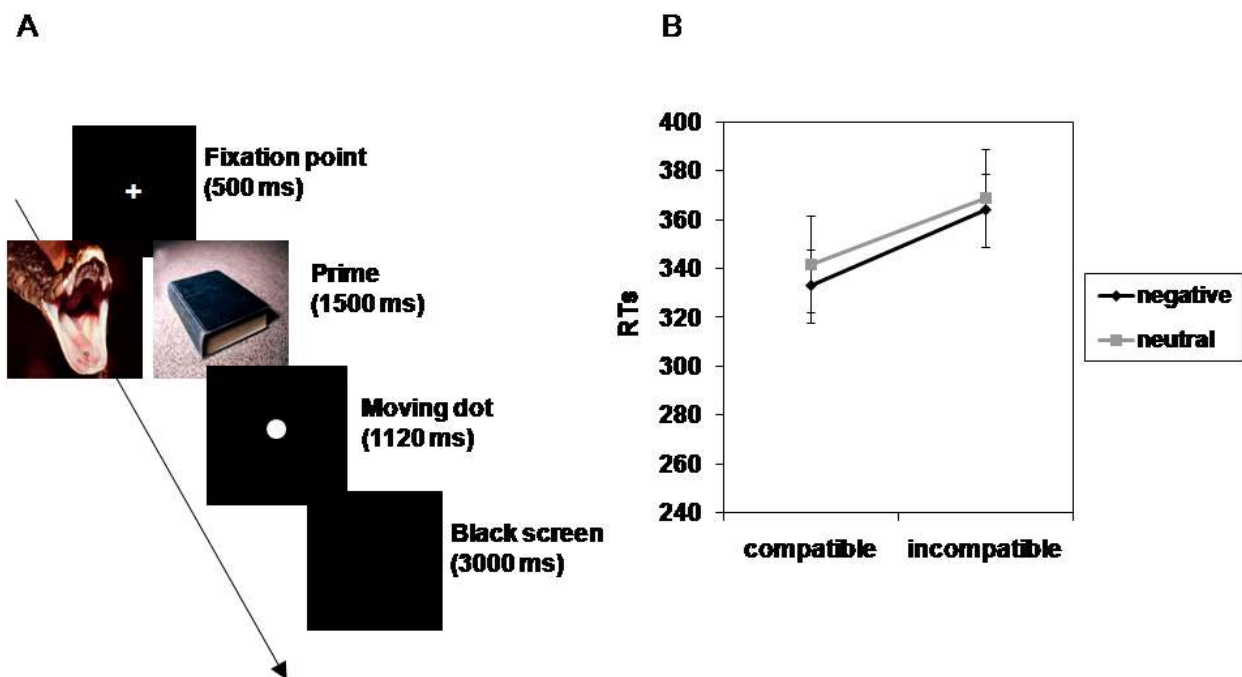 A
Fixation point
(500 ms)
Prime
(1500 ms)
Moving dot
(1120 ms)
Black screen
(3000 ms)
B
400
380
360
340
320
300
280
260
240
RTs
compatible
incompatible
negative
neutral